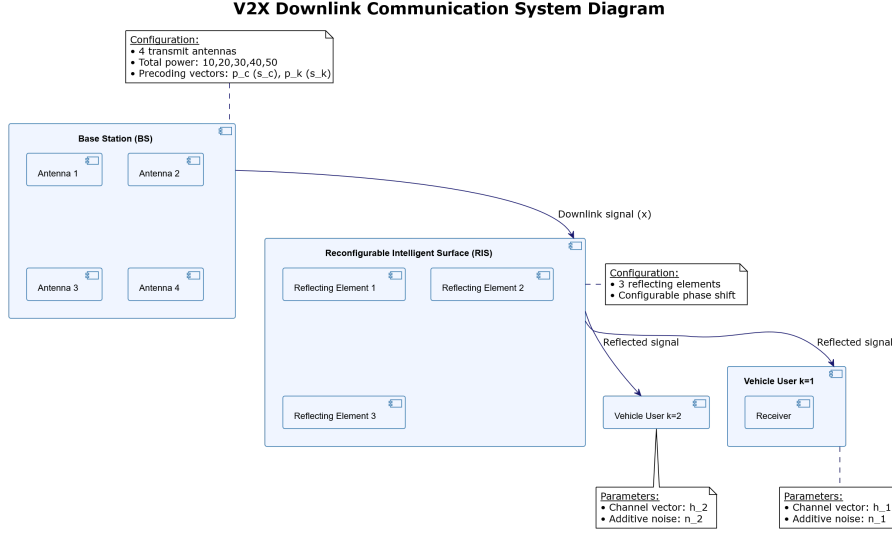 V2X Downlink Communication System Diagram
Configuration:
• 4 transmit antennas
• Total power: 10,20,30,40,50
• Precoding vectors: p_c (s_c), p_k (s_k)
Base Station (BS)
Antenna 1
Antenna 2
Antenna 3
Antenna 4
Downlink signal (x)
Reconfigurable Intelligent Surface (RIS)
Reflecting Element 1
Reflecting Element 2
Reflecting Element 3
Configuration:
• 3 reflecting elements
• Configurable phase shift
Reflected signal
Reflected signal
Vehicle User k=1
Receiver
Vehicle User k=2
Parameters:
• Channel vector: h_2
• Additive noise: n_2
Parameters:
• Channel vector: h_1
• Additive noise: n_1